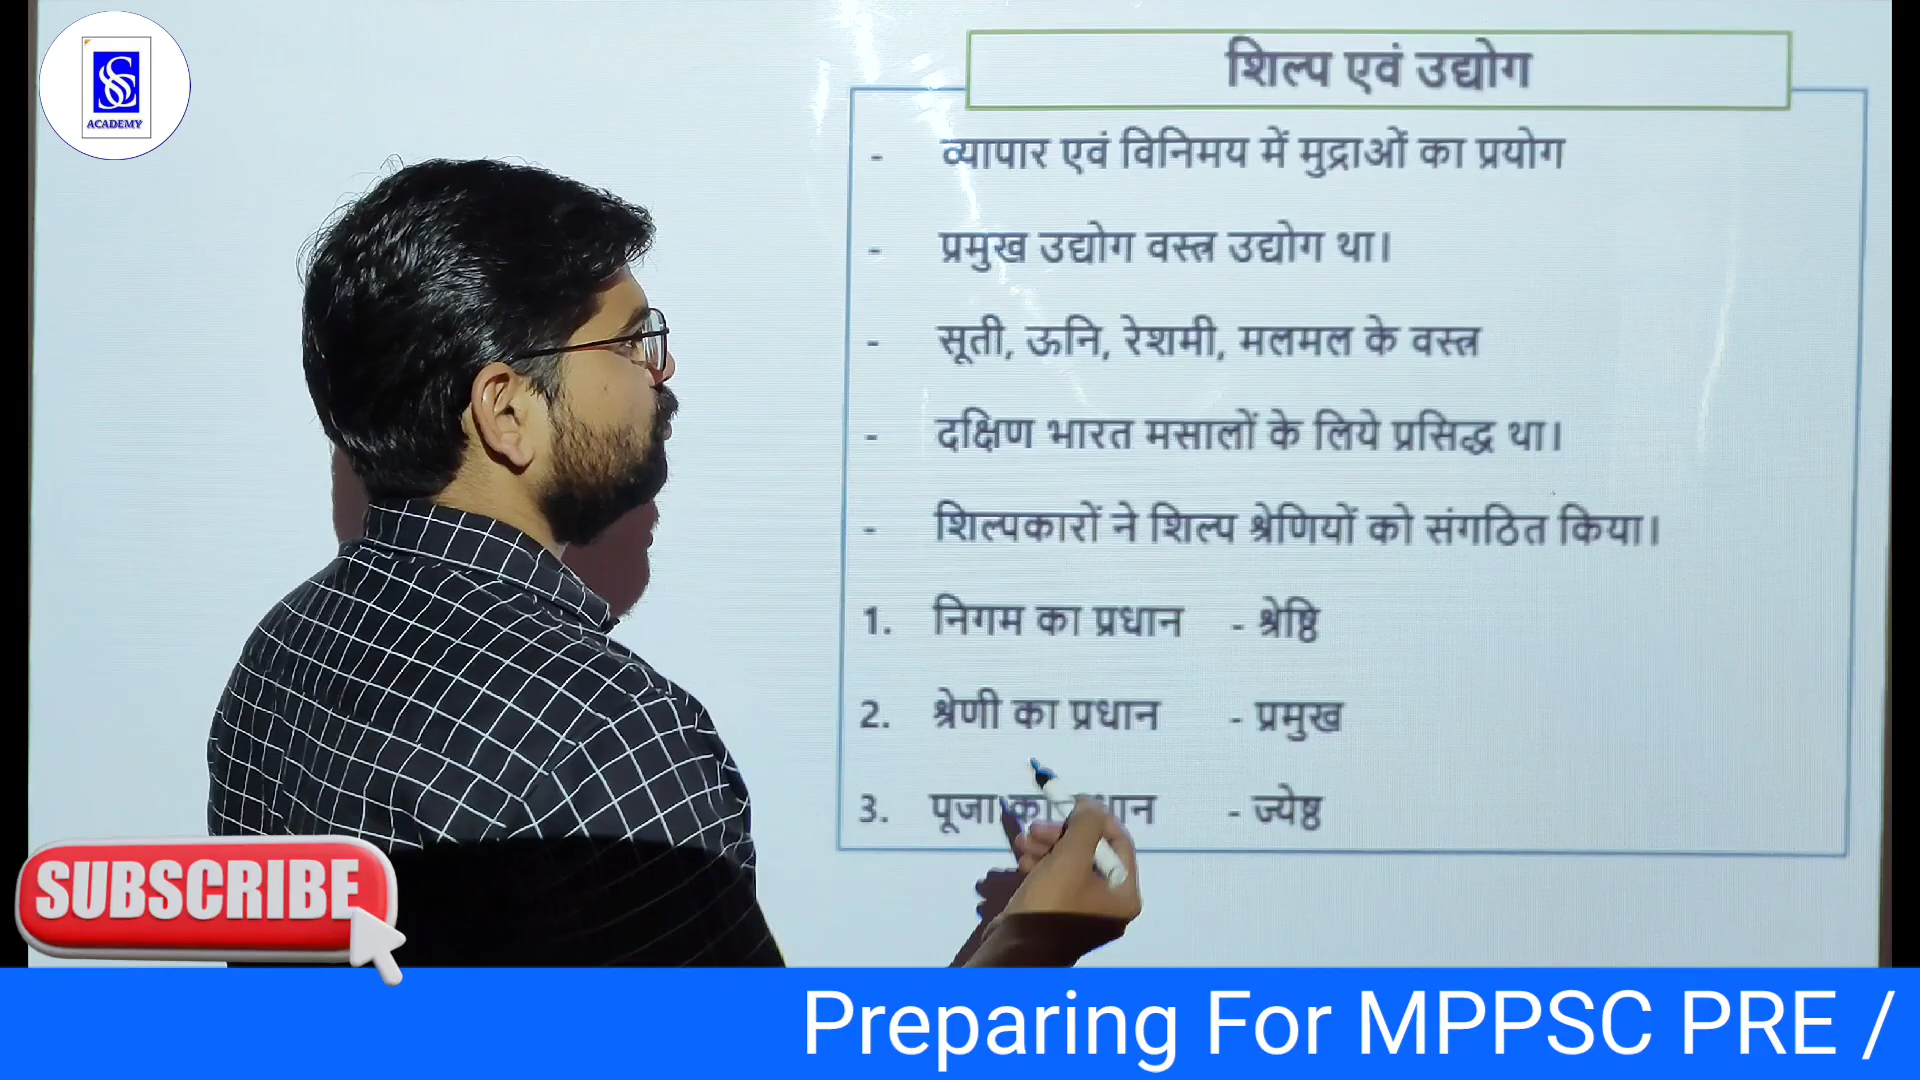 ACADEMY
शिल्प एवं उद्योग
- व्यापार एवं विनिमय में मुद्राओं का प्रयोग
- प्रमुख उद्योग वस्त्र उद्योग था।
- सूती, ऊनि, रेशमी, मलमल के वस्त्र
- दक्षिण भारत मसालों के लिये प्रसिद्ध था।
- शिल्पकारों ने शिल्प श्रेणियों को संगठित किया।
1. निगम का प्रधान - श्रेष्ठि
2. श्रेणी का प्रधान - प्रमुख
3. पूजा का - ज्येष्ठ
SUBSCRIBE
Preparing For MPPSC PRE /